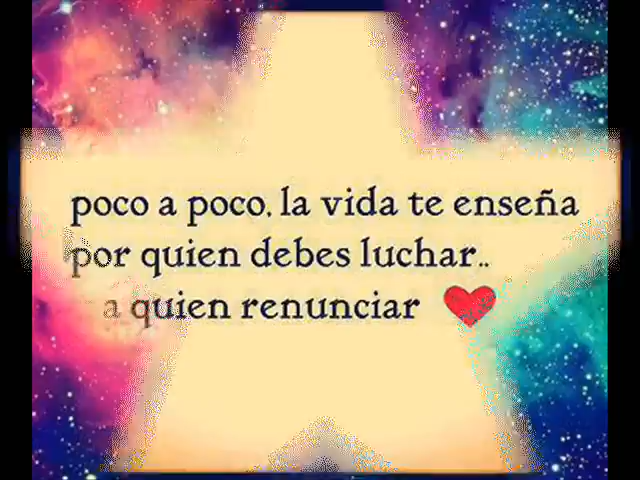 poco a poco, la vida te enseña
por quien debes luchar..
a quien renunciar